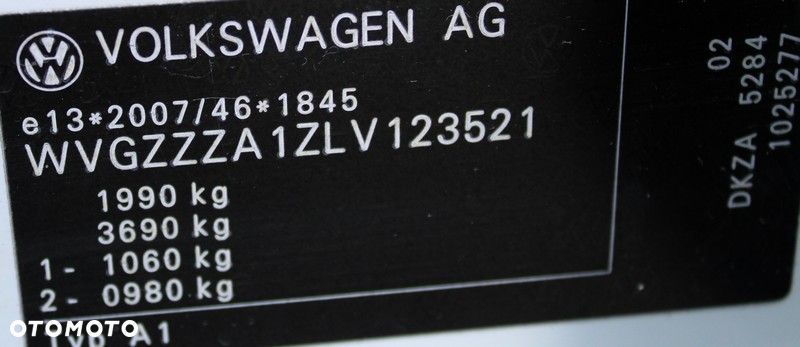 VOLKSWAGEN AG
e13*2007/46*1845
WVGZZZA1ZLV123521
1990 kg
3690 kg
1- 1060 kg
2- 0980 kg
A1
02
DKZA 5284
1025277
OTOMOTO